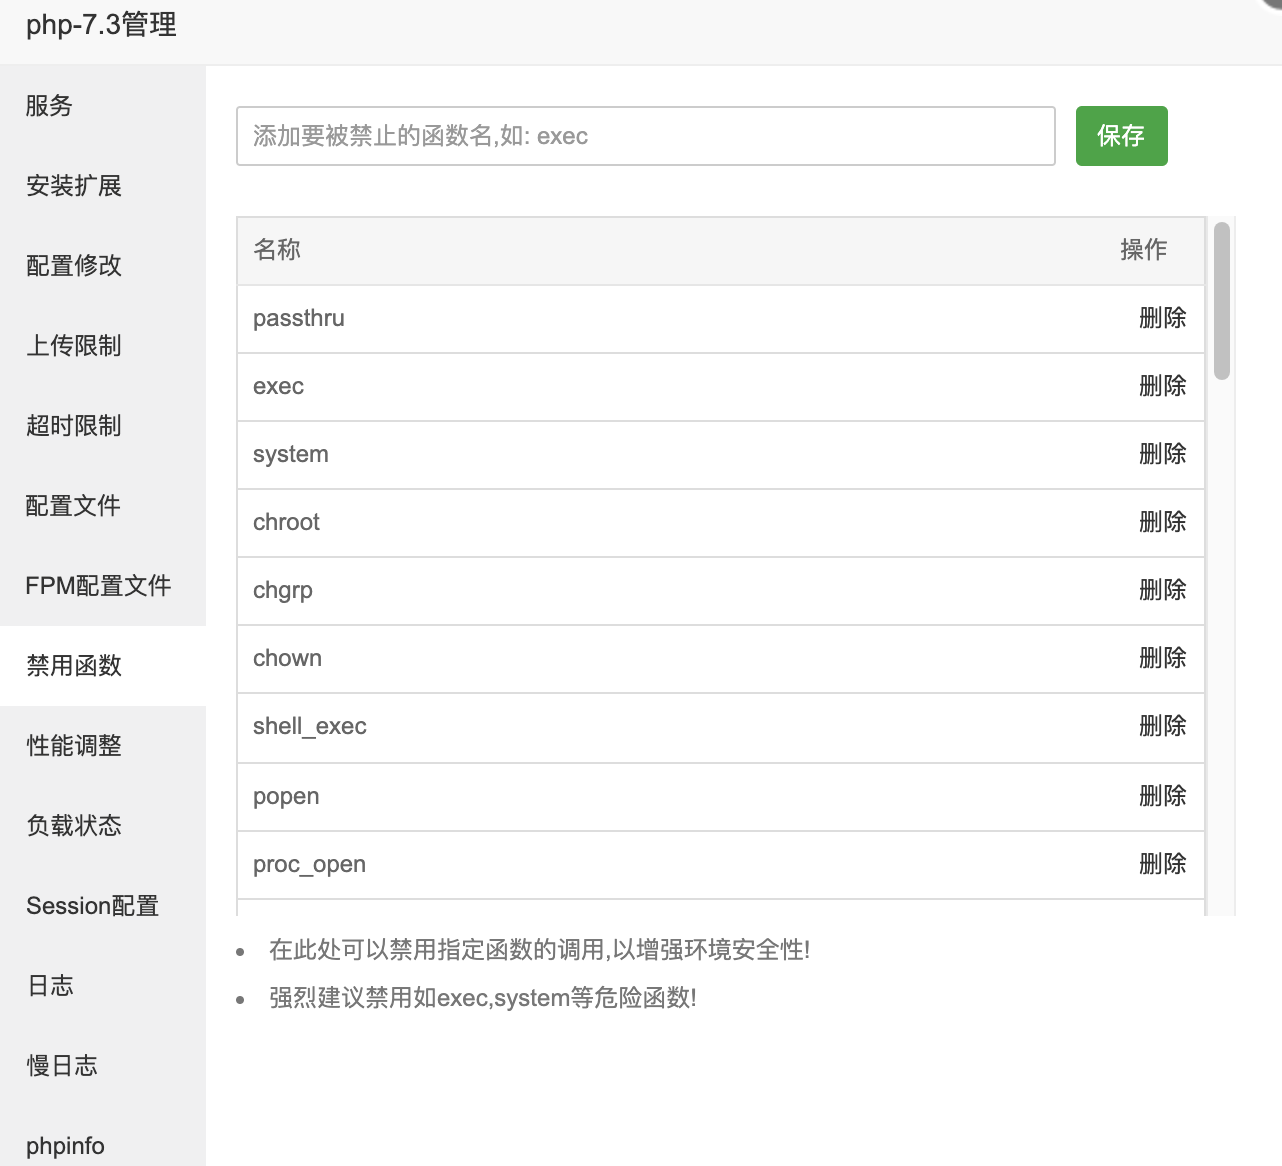 php-7.3管理
服务
安装扩展
配置修改
上传限制
超时限制
配置文件
FPM配置文件
禁用函数
性能调整
负载状态
Session配置
日志
慢日志
phpinfo
添加要被禁止的函数名,如: exec
保存
名称 操作
passthru 删除
exec 删除
system 删除
chroot 删除
chgrp 删除
chown 删除
shell_exec 删除
popen 删除
proc_open 删除
在此处可以禁用指定函数的调用,以增强环境安全性!
强烈建议禁用如exec,system等危险函数!